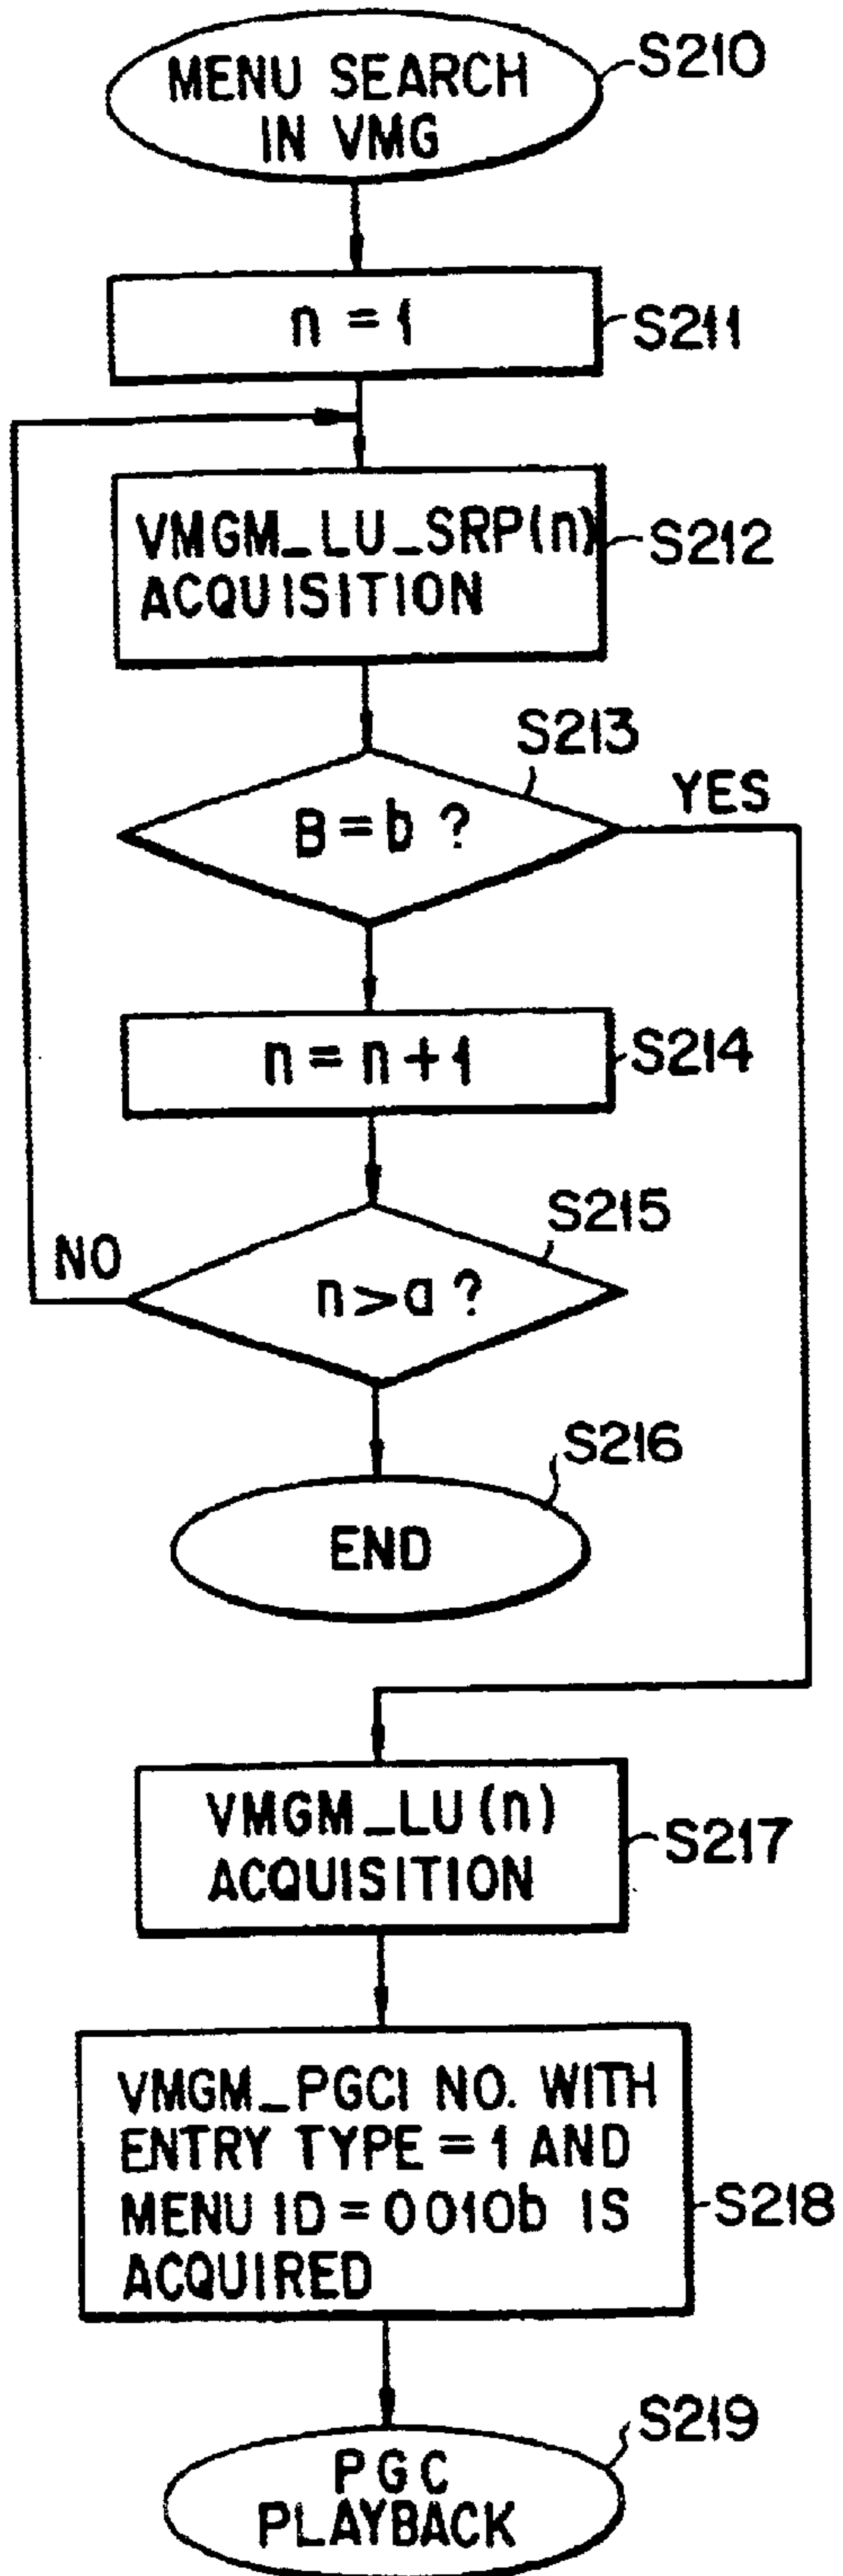 MENU SEARCH
IN VMG
S210
n = 1
S211
VMGM_LU_SRP(n)
ACQUISITION
S212
S213
B = b ?
YES
n = n + 1
S214
S215
NO
n > a ?
S216
END
VMGM_LU (n)
ACQUISITION
S217
VMGM_PGCI NO. WITH
ENTRY TYPE = 1 AND
MENU ID = 0010b IS
ACQUIRED
S218
S219
PGC
PLAYBACK